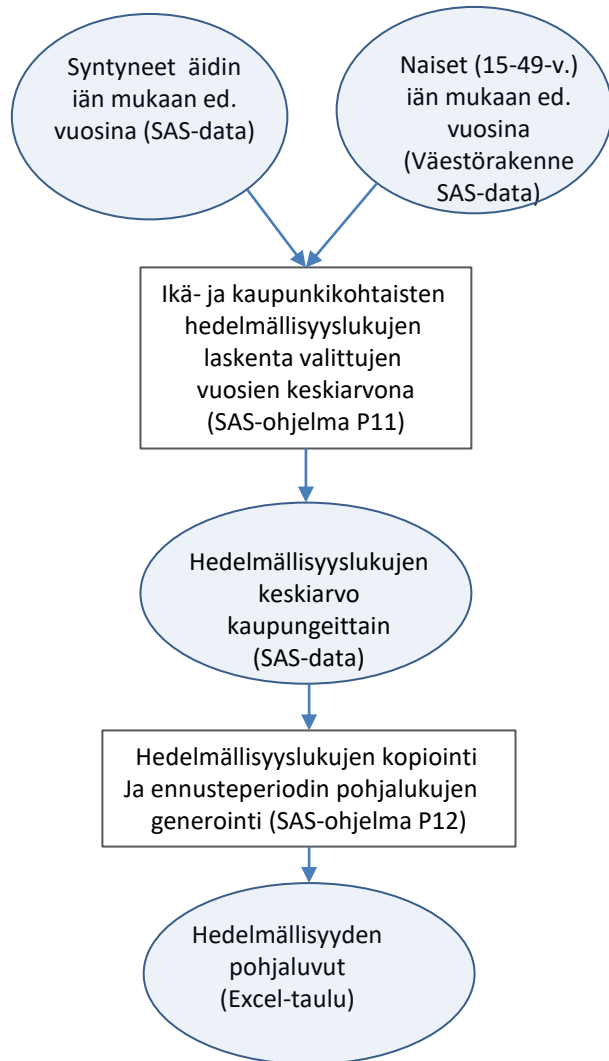 Syntyneet äidin
iän mukaan ed.
vuosina (SAS-data)
Naiset (15-49-v.)
iän mukaan ed.
vuosina
(Väestörakenne
SAS-data)
Ikä- ja kaupunkikohtaisten
hedelmällisyyslukujen
laskenta valittujen
vuosien keskiarvona
(SAS-ohjelma P11)
Hedelmällisyyslukujen
keskiarvo
kaupungeittain
(SAS-data)
Hedelmällisyyslukujen kopiointi
Ja ennusteperiodin pohjalukujen
generointi (SAS-ohjelma P12)
Hedelmällisyyden
pohjaluvut
(Excel-taulu)